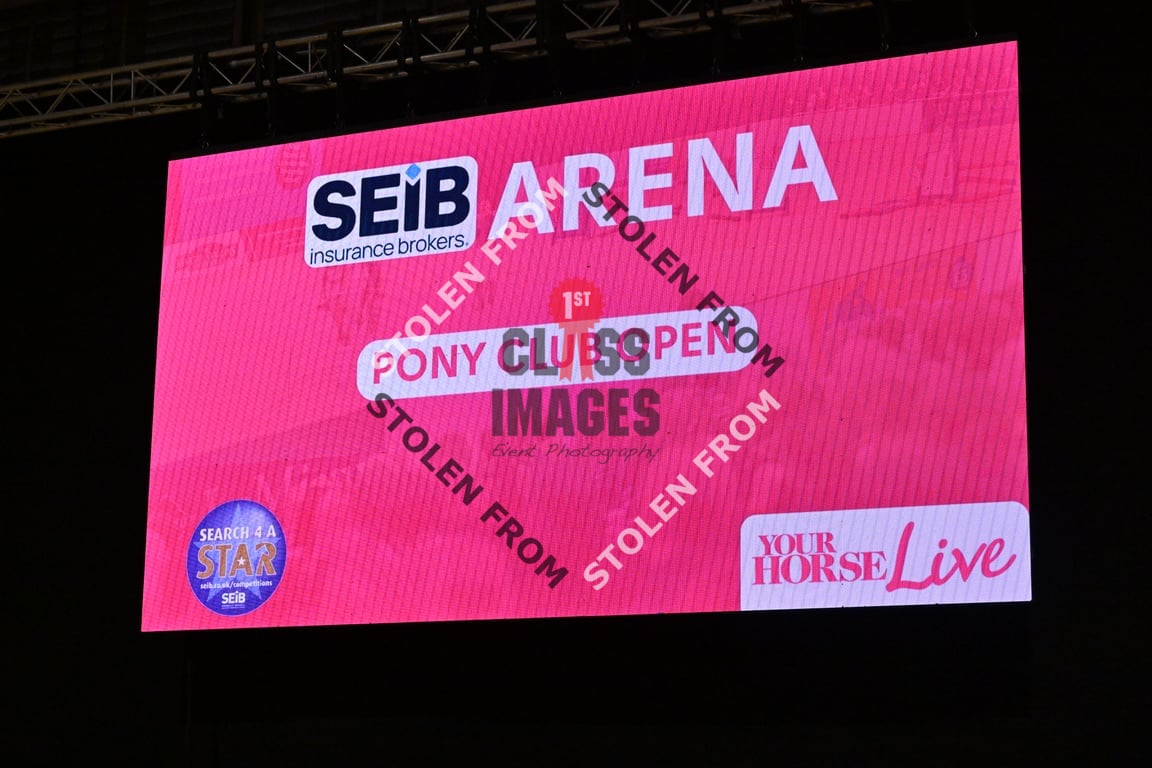 SEiB ARENA
insurance brokers.
STOLEN FROM
STOLEN FROM
1ST
CLASS
PONY CLUB OPEN
IMAGES
Event Photography
STOLEN FROM
STOLEN FROM
SEARCH 4 A
STAR
seib.co.uk/competitions
SEiB
YOUR
HORSE Live